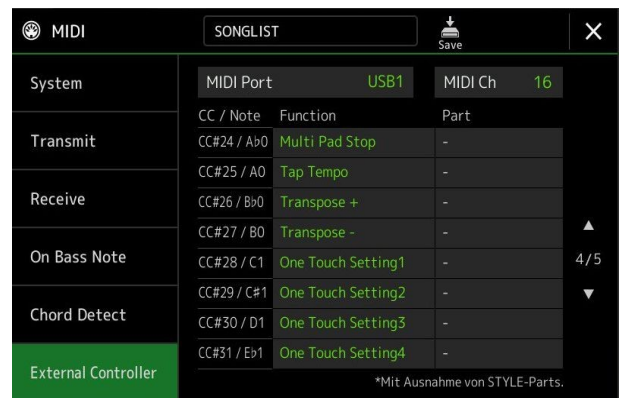 MIDI SONGLIST Save
System
Transmit
Receive
On Bass Note
Chord Detect
External Controller
MIDI Port USB1 MIDI Ch 16
CC / Note Function Part
CC#24 / A♭0 Multi Pad Stop -
CC#25 / A0 Tap Tempo -
CC#26 / B♭0 Transpose + -
CC#27 / B0 Transpose - -
CC#28 / C1 One Touch Setting1 -
CC#29 / C#1 One Touch Setting2 -
CC#30 / D1 One Touch Setting3 -
CC#31 / E♭1 One Touch Setting4 -
4/5
*Mit Ausnahme von STYLE-Parts.